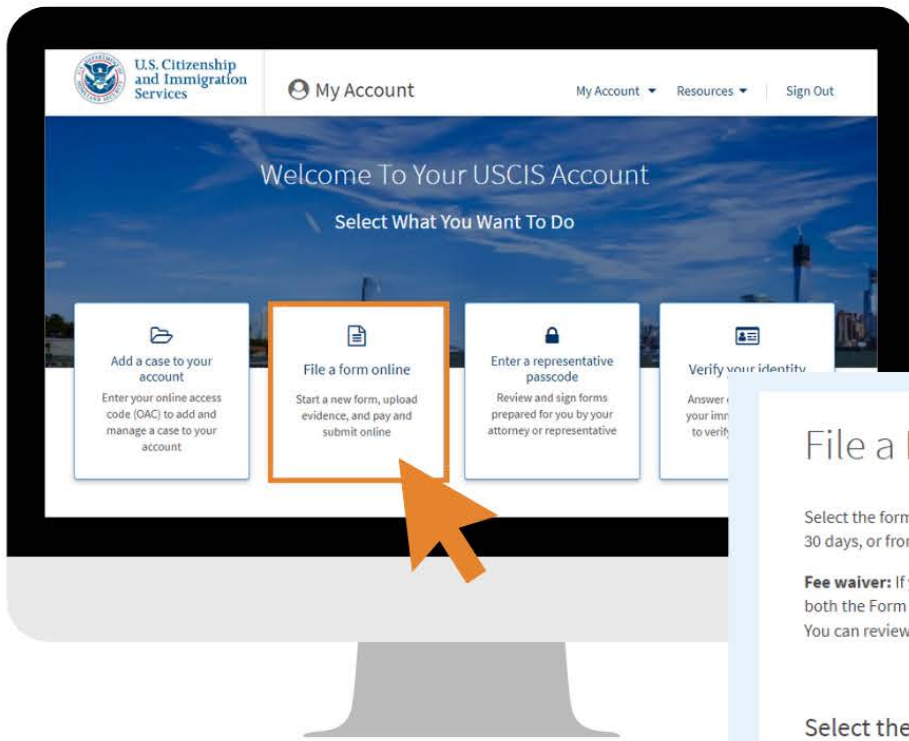 U.S. Citizenship
and Immigration
Services
My Account
My Account
Resources
Sign Out
Welcome To Your USCIS Account
Select What You Want To Do
Add a case to your
account
Enter your online access
code (OAC) to add and
manage a case to your
account
File a form online
Start a new form, upload
evidence, and pay and
submit online
Enter a representative
passcode
Review and sign forms
prepared for you by your
attorney or representative
Verify your identity
Answer
your imm
to verify
File a
Select the form
30 days, or from
Fee waiver: If
both the Form
You can review
Select the